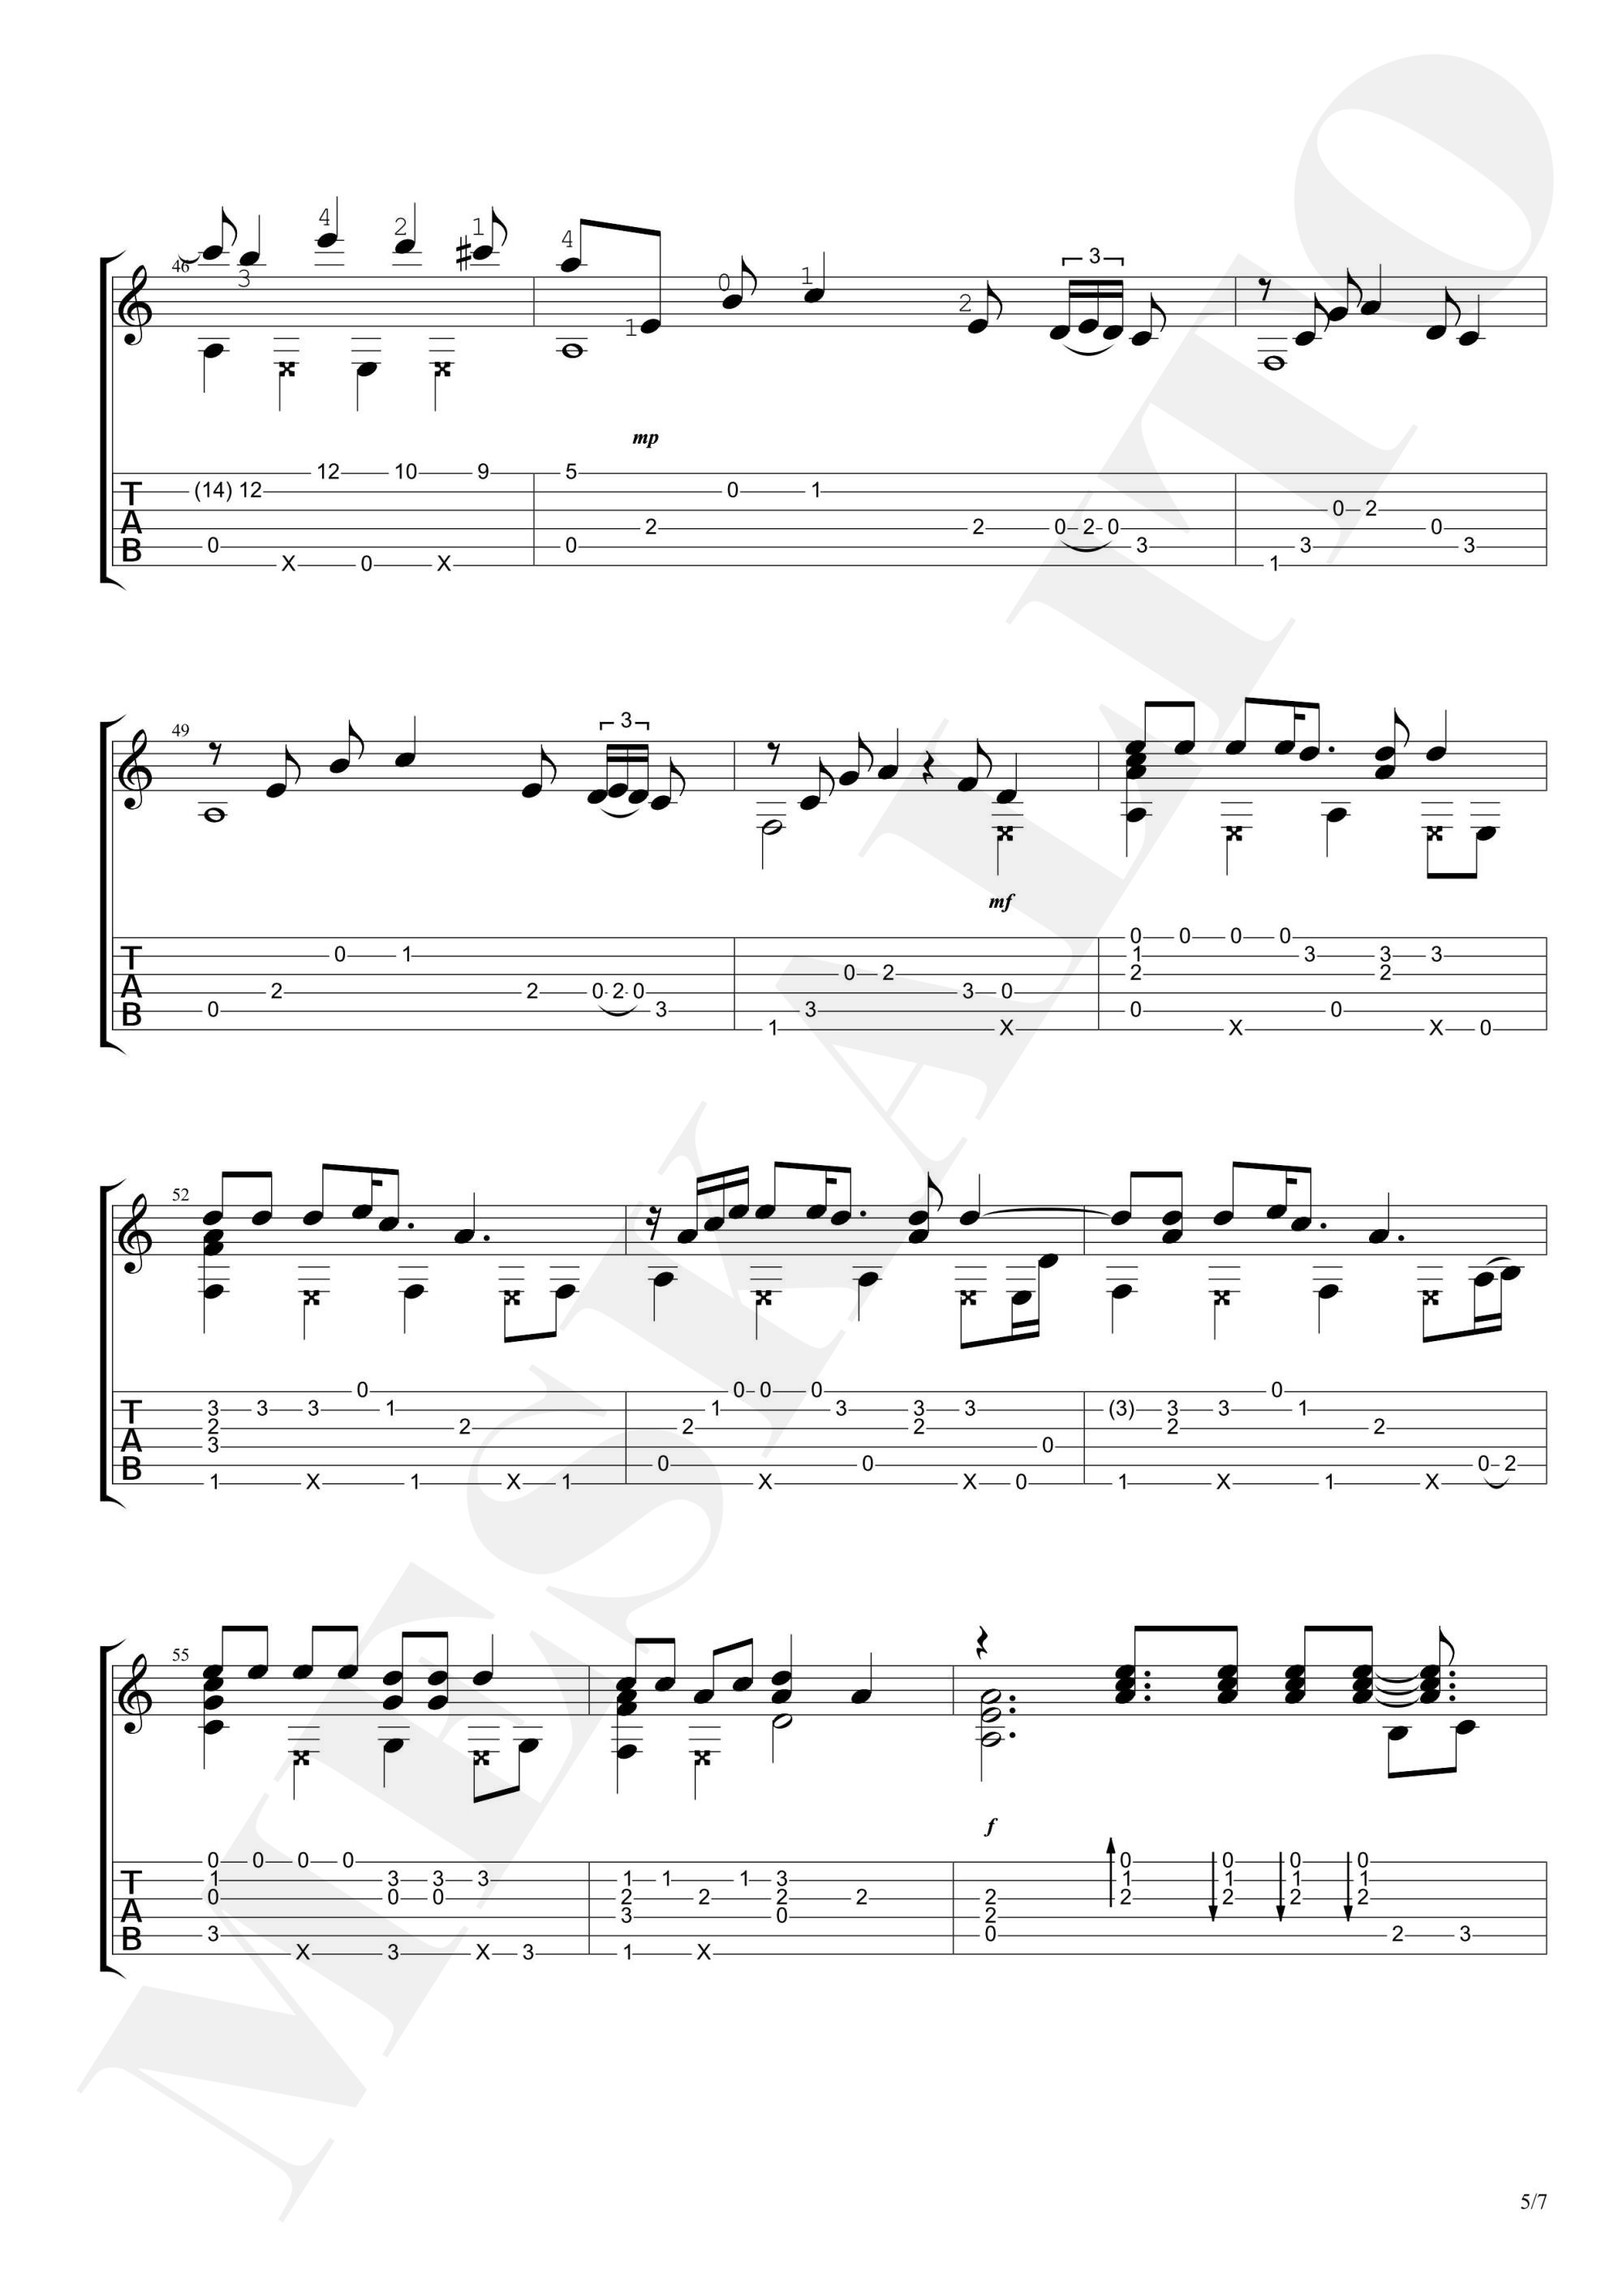 46 3 4 2 1 4 1 0 1 2 3
mp
12 10 9 5
(14) 12 0 1
0 2
2 2 0 2 0 0
0 0 3 3 3
X 0 X 1
49 3
mf
0 0 0 0
0 1 1 3 3 3
0 2 2 2
2 2 0 2 0 3 0
0 3 3 0 0
1 X X X 0
52
0 0 0 0 0
3 3 3 1 1 3 3 3 (3) 3 3 1
2 2 2 2 2 2
3 0
0 0 0 2
1 X 1 X 1 X X 0 1 X 1 X
55
f
0 0 0 0 0 0 0 0
1 3 3 3 1 1 1 3 1 1 1 1
0 0 0 2 2 2 2 2 2 2 2 2
3 0 2
3 0 2 3
X 3 X 3 1 X
MESKALITO
5/7